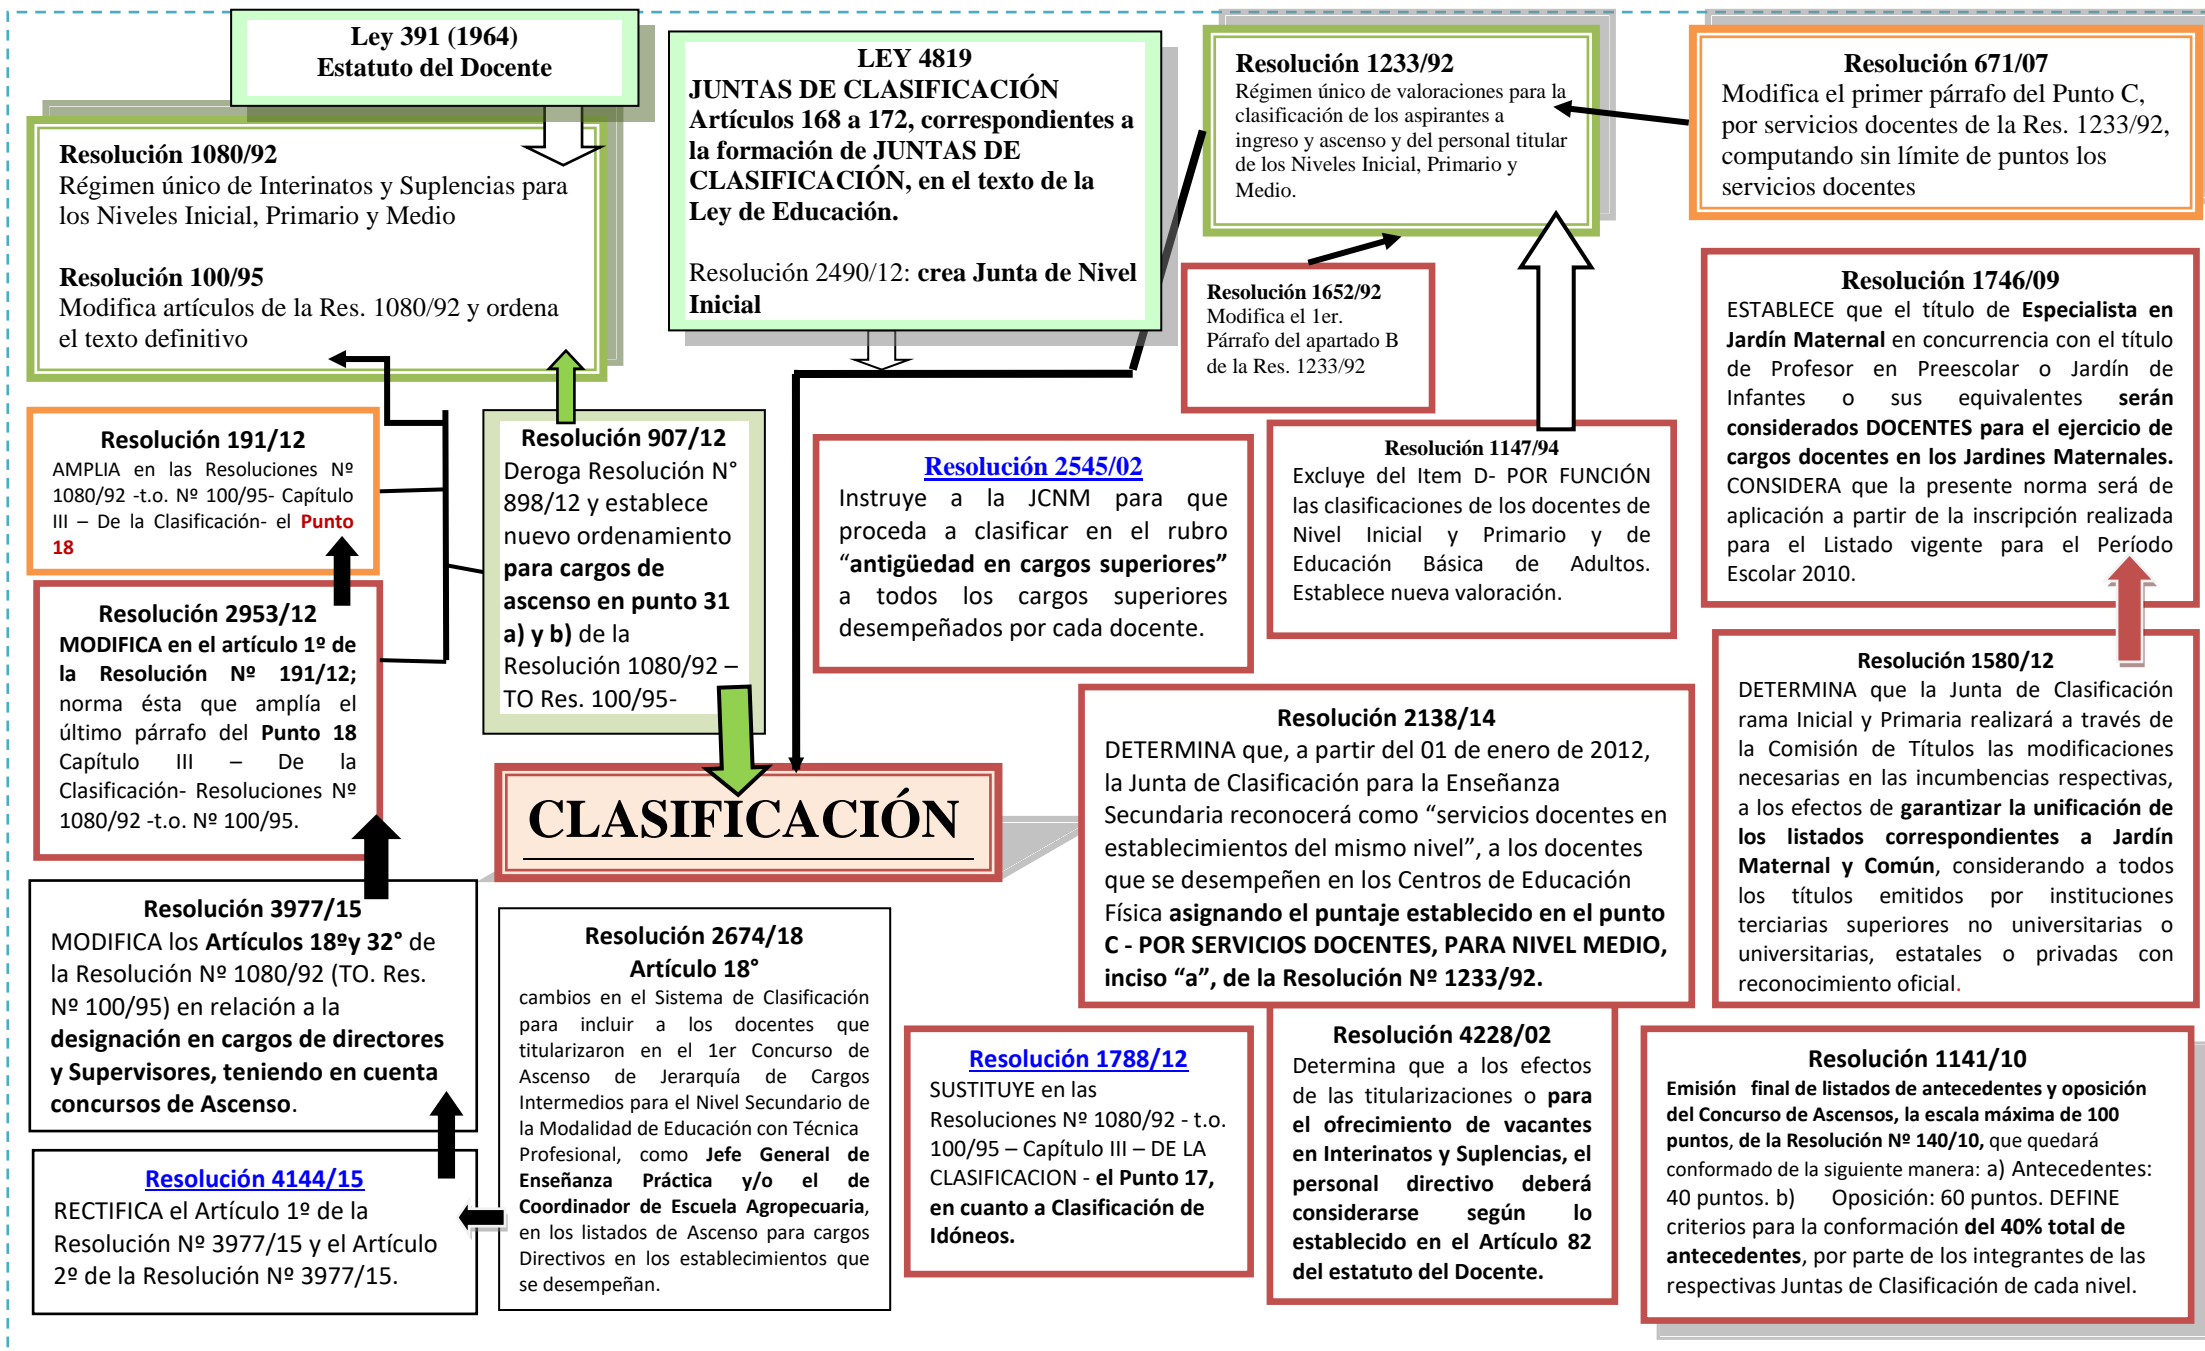 Ley 391 (1964)
Estatuto del Docente
Resolución 1080/92
Régimen único de Interinatos y Suplencias para
los Niveles Inicial, Primario y Medio
Resolución 100/95
Modifica artículos de la Res. 1080/92 y ordena
el texto definitivo
LEY 4819
JUNTAS DE CLASIFICACIÓN
Artículos 168 a 172, correspondientes a
la formación de JUNTAS DE
CLASIFICACIÓN, en el texto de la
Ley de Educación.
Resolución 2490/12: crea Junta de Nivel
Inicial
Resolución 1233/92
Régimen único de valoraciones para la
clasificación de los aspirantes a
ingreso y ascenso y del personal titular
de los Niveles Inicial, Primario y
Medio.
Resolución 671/07
Modifica el primer párrafo del Punto C,
por servicios docentes de la Res. 1233/92,
computando sin límite de puntos los
servicios docentes
Resolución 1652/92
Modifica el 1er.
Párrafo del apartado B
de la Res. 1233/92
Resolución 1746/09
ESTABLECE que el título de Especialista en
Jardín Maternal en concurrencia con el título
de Profesor en Preescolar o Jardín de
Infantes o sus equivalentes serán
considerados DOCENTES para el ejercicio de
cargos docentes en los Jardines Maternales.
CONSIDERA que la presente norma será de
aplicación a partir de la inscripción realizada
para el Listado vigente para el Período
Escolar 2010.
Resolución 191/12
AMPLIA en las Resoluciones Nº
1080/92 -t.o. Nº 100/95- Capítulo
III – De la Clasificación- el Punto
18
Resolución 907/12
Deroga Resolución N°
898/12 y establece
nuevo ordenamiento
para cargos de
ascenso en punto 31
a) y b) de la
Resolución 1080/92 –
TO Res. 100/95-
Resolución 2545/02
Instruye a la JCNM para que
proceda a clasificar en el rubro
“antigüedad en cargos superiores”
a todos los cargos superiores
desempeñados por cada docente.
Resolución 1147/94
Excluye del Item D- POR FUNCIÓN
las clasificaciones de los docentes de
Nivel Inicial y Primario y de
Educación Básica de Adultos.
Establece nueva valoración.
Resolución 2953/12
MODIFICA en el artículo 1º de
la Resolución Nº 191/12;
norma ésta que amplía el
último párrafo del Punto 18
Capítulo III – De la
Clasificación- Resoluciones Nº
1080/92 -t.o. Nº 100/95.
Resolución 1580/12
DETERMINA que la Junta de Clasificación
rama Inicial y Primaria realizará a través de
la Comisión de Títulos las modificaciones
necesarias en las incumbencias respectivas,
a los efectos de garantizar la unificación de
los listados correspondientes a Jardín
Maternal y Común, considerando a todos
los títulos emitidos por instituciones
terciarias superiores no universitarias o
universitarias, estatales o privadas con
reconocimiento oficial.
CLASIFICACIÓN
Resolución 2138/14
DETERMINA que, a partir del 01 de enero de 2012,
la Junta de Clasificación para la Enseñanza
Secundaria reconocerá como “servicios docentes en
establecimientos del mismo nivel”, a los docentes
que se desempeñen en los Centros de Educación
Física asignando el puntaje establecido en el punto
C - POR SERVICIOS DOCENTES, PARA NIVEL MEDIO,
inciso “a”, de la Resolución Nº 1233/92.
Resolución 3977/15
MODIFICA los Artículos 18ºy 32° de
la Resolución Nº 1080/92 (TO. Res.
Nº 100/95) en relación a la
designación en cargos de directores
y Supervisores, teniendo en cuenta
concursos de Ascenso.
Resolución 2674/18
Artículo 18°
cambios en el Sistema de Clasificación
para incluir a los docentes que
titularizaron en el 1er Concurso de
Ascenso de Jerarquía de Cargos
Intermedios para el Nivel Secundario de
la Modalidad de Educación con Técnica
Profesional, como Jefe General de
Enseñanza Práctica y/o el de
Coordinador de Escuela Agropecuaria,
en los listados de Ascenso para cargos
Directivos en los establecimientos que
se desempeñan.
Resolución 1788/12
SUSTITUYE en las
Resoluciones Nº 1080/92 - t.o.
100/95 – Capítulo III – DE LA
CLASIFICACION - el Punto 17,
en cuanto a Clasificación de
Idóneos.
Resolución 4228/02
Determina que a los efectos
de las titularizaciones o para
el ofrecimiento de vacantes
en Interinatos y Suplencias, el
personal directivo deberá
considerarse según lo
establecido en el Artículo 82
del estatuto del Docente.
Resolución 1141/10
Emisión final de listados de antecedentes y oposición
del Concurso de Ascensos, la escala máxima de 100
puntos, de la Resolución Nº 140/10, que quedará
conformado de la siguiente manera: a) Antecedentes:
40 puntos. b) Oposición: 60 puntos. DEFINE
criterios para la conformación del 40% total de
antecedentes, por parte de los integrantes de las
respectivas Juntas de Clasificación de cada nivel.
Resolución 4144/15
RECTIFICA el Artículo 1º de la
Resolución Nº 3977/15 y el Artículo
2º de la Resolución Nº 3977/15.